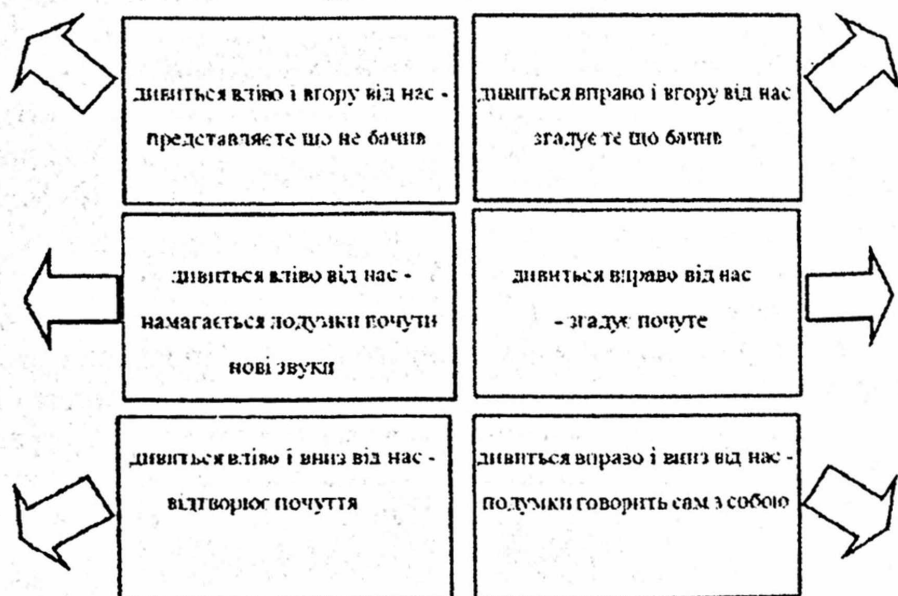 дивиться вліво і вгору від нас -
представляє те що не бачив
дивиться вправо і вгору від нас
згадує те що бачив
дивиться вліво від нас -
намагається подумки почути
нові звуки
дивиться вправо від нас
- згадує почуте
дивиться вліво і вниз від нас -
відтворює почуття
дивиться вправо і вниз від нас -
подумки говорить сам з собою